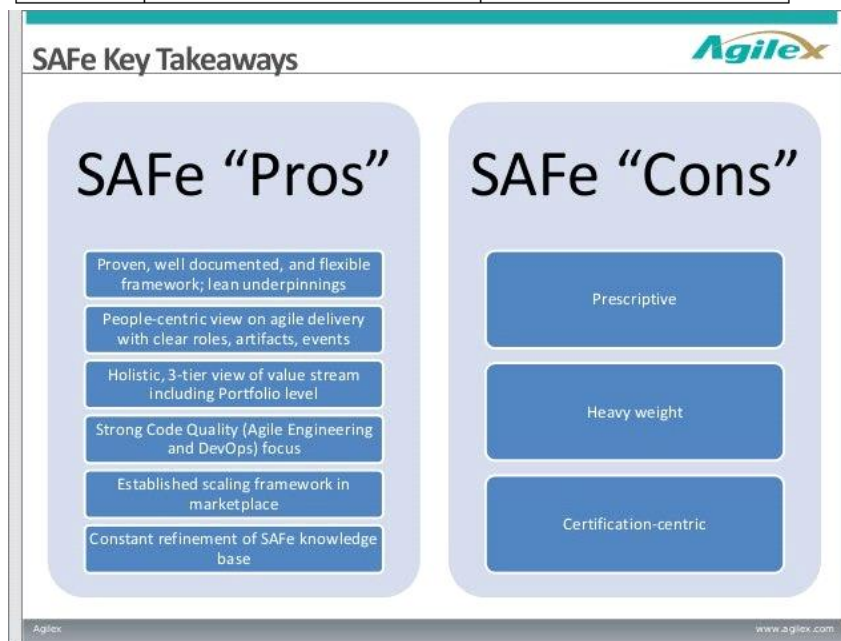 SAFe Key Takeaways
Agilex
SAFe “Pros”
Proven, well documented, and flexible
framework; lean underpinnings
People-centric view on agile delivery
with clear roles, artifacts, events
Holistic, 3-tier view of value stream
including Portfolio level
Strong Code Quality (Agile Engineering
and DevOps) focus
Established scaling framework in
marketplace
Constant refinement of SAFe knowledge
base
SAFe “Cons”
Prescriptive
Heavy weight
Certification-centric
Agilex
www.agilex.com